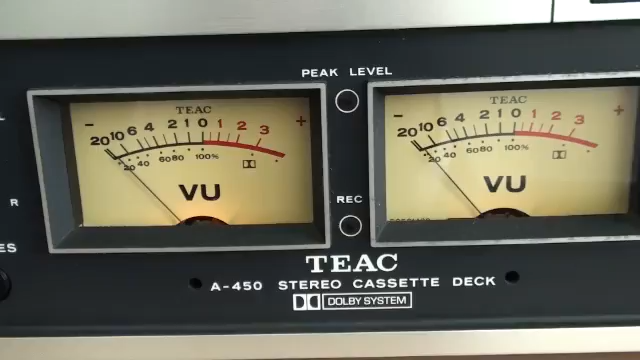 PEAK LEVEL
TEAC
- 20 10 6 4 2 1 0 1 2 3 +
20 40 60 80 100%
VU
TEAC
- 20 10 6 4 2 1 0 1 2 3 +
20 40 60 80 100%
VU
REC
R
ES
TEAC
A-450 STEREO CASSETTE DECK
DOLBY SYSTEM